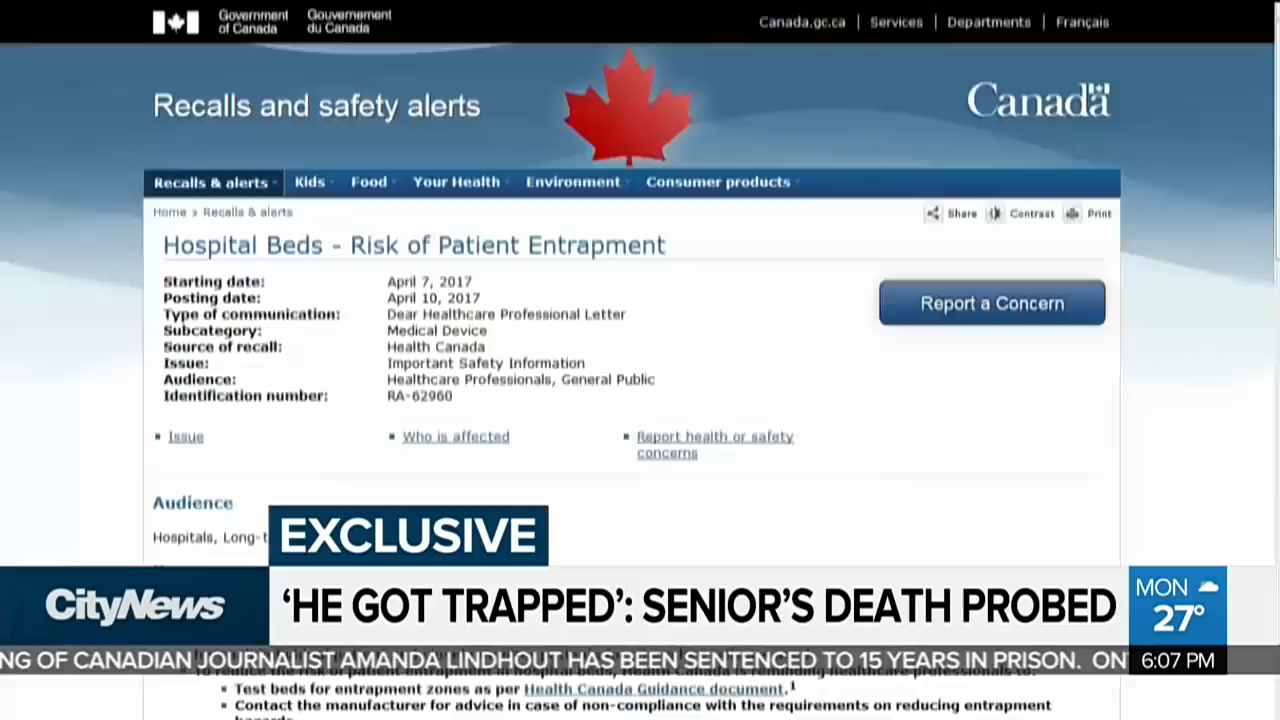 Government of Canada
Gouvernement du Canada
Canada.gc.ca | Services | Departments | Français
Recalls and safety alerts
Canada
Recalls & alerts
Kids
Food
Your Health
Environment
Consumer products
Home > Recalls & alerts
Share
Contrast
Print
Hospital Beds - Risk of Patient Entrapment
Starting date: April 7, 2017
Posting date: April 10, 2017
Type of communication: Dear Healthcare Professional Letter
Subcategory: Medical Device
Source of recall: Health Canada
Issue: Important Safety Information
Audience: Healthcare Professionals, General Public
Identification number: RA-62960
Report a Concern
Issue
Who is affected
Report health or safety
concerns
Audience
Hospitals, Long-t
EXCLUSIVE
CityNews
‘HE GOT TRAPPED’: SENIOR’S DEATH PROBED
MON
27°
NG OF CANADIAN JOURNALIST AMANDA LINDHOUT HAS BEEN SENTENCED TO 15 YEARS IN PRISON. ON
6:07 PM
Test beds for entrapment zones as per Health Canada Guidance document.1
Contact the manufacturer for advice in case of non-compliance with the requirements on reducing entrapment